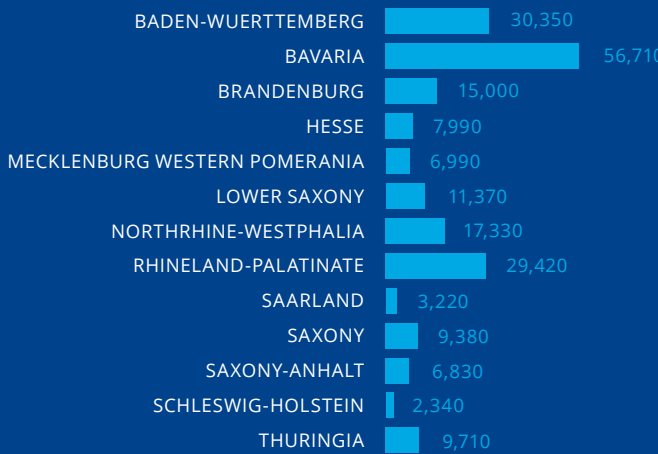 BADEN-WUERTTEMBERG 30,350
BAVARIA 56,710
BRANDENBURG 15,000
HESSE 7,990
MECKLENBURG WESTERN POMERANIA 6,990
LOWER SAXONY 11,370
NORTHRHINE-WESTPHALIA 17,330
RHINELAND-PALATINATE 29,420
SAARLAND 3,220
SAXONY 9,380
SAXONY-ANHALT 6,830
SCHLESWIG-HOLSTEIN 2,340
THURINGIA 9,710